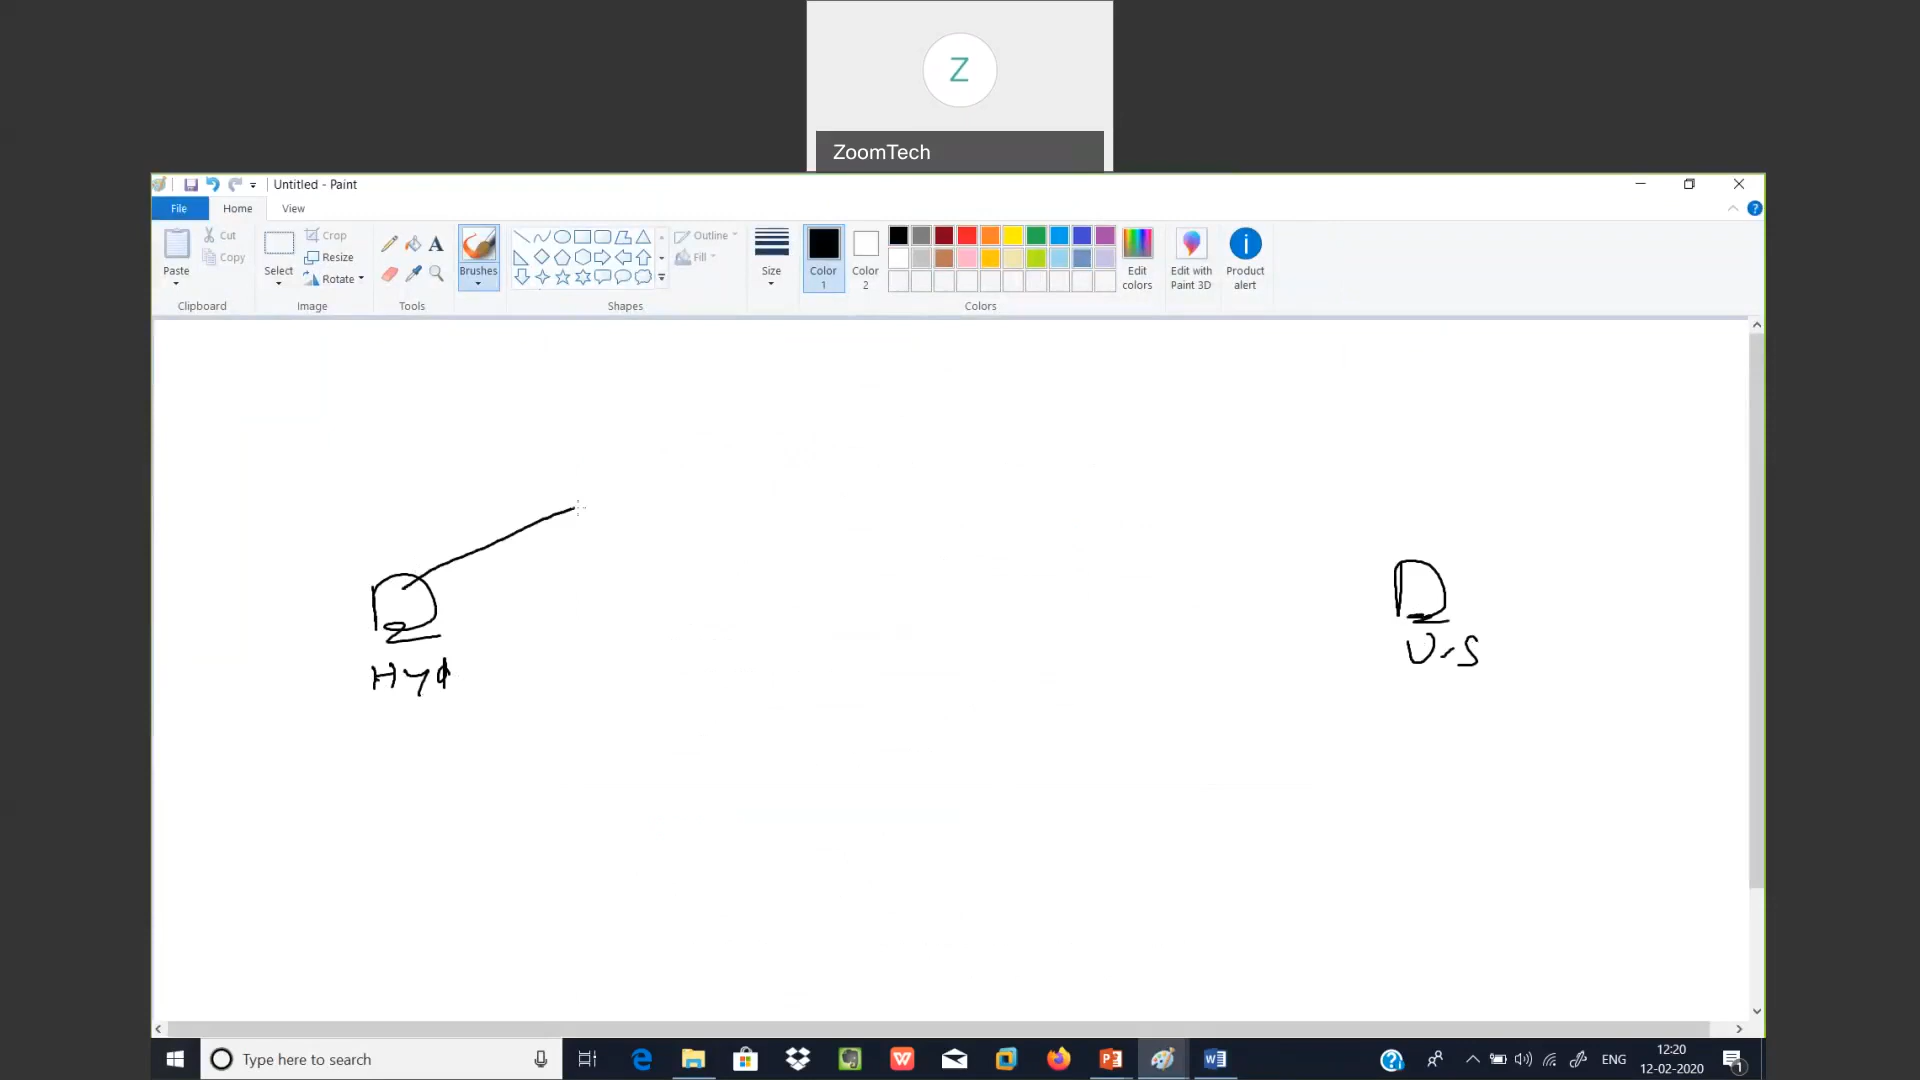 Z
ZoomTech
Untitled - Paint
File Home View
Paste
Cut
Copy
Clipboard
Select
Crop
Resize
Rotate
Image
A
Tools
Brushes
Outline
Fill
Shapes
Size
Color 1
Color 2
Colors
Edit colors
Edit with Paint 3D
Product alert
Hyd
U.S
Type here to search
ENG
12:20
12-02-2020
1